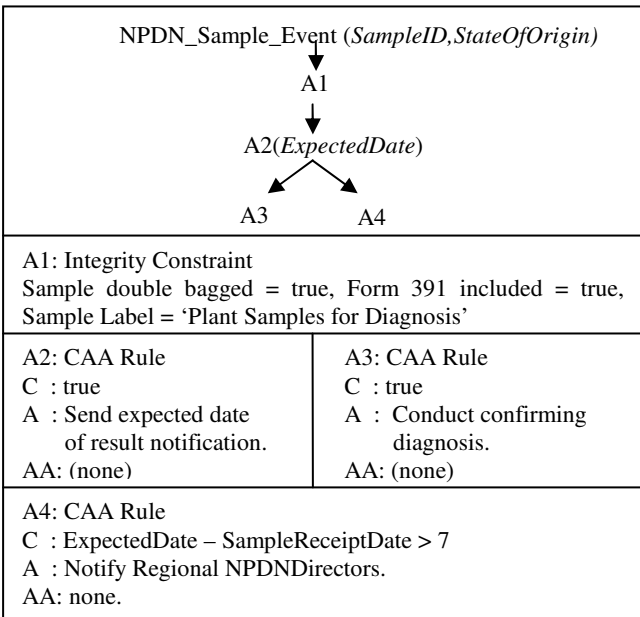 NPDN_Sample_Event (SampleID,StateOfOrigin)
A1
A2(ExpectedDate)
A3 A4
A1: Integrity Constraint
Sample double bagged = true, Form 391 included = true,
Sample Label = ‘Plant Samples for Diagnosis’
A2: CAA Rule
C : true
A : Send expected date
of result notification.
AA: (none)
A3: CAA Rule
C : true
A : Conduct confirming
diagnosis.
AA: (none)
A4: CAA Rule
C : ExpectedDate – SampleReceiptDate > 7
A : Notify Regional NPDNDirectors.
AA: none.